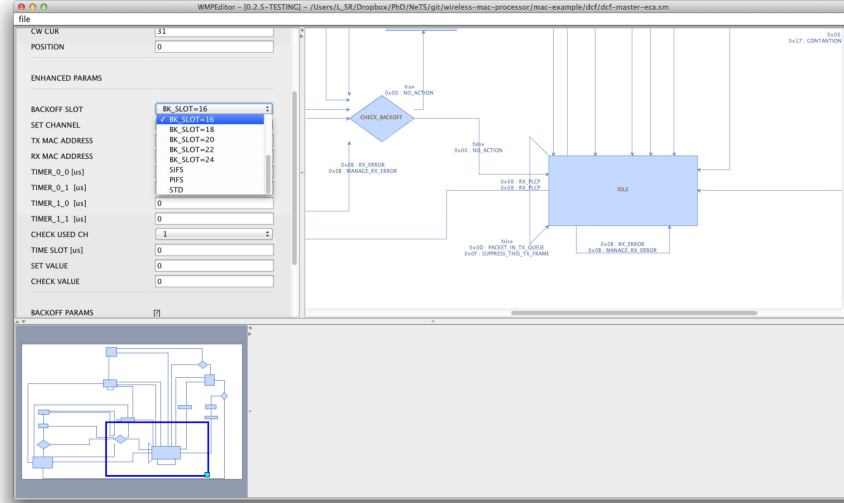 WMPEditor - [0.2.S-TESTING] - /Users/L_SR/Dropbox/PhD/NeTS/git/wireless-mac-processor/mac-example/dcf/dcf-master-eca.sm
file
CW CUR 31
POSITION 0
ENHANCED PARAMS
BACKOFF SLOT BK_SLOT=16
✓ BK_SLOT=16
BK_SLOT=18
BK_SLOT=20
BK_SLOT=22
BK_SLOT=24
SIFS
PIFS
STD
SET CHANNEL
TX MAC ADDRESS
RX MAC ADDRESS
TIMER_0_0 [us]
TIMER_0_1 [us]
TIMER_1_0 [us] 0
TIMER_1_1 [us] 0
CHECK USED CH 1
TIME SLOT [us] 0
SET VALUE 0
CHECK VALUE 0
BACKOFF PARAMS [?]
0x00
0x17 : CONTANTION
true
0x00 : NO_ACTION
CHECK_BACKOFF
false
0x00 : NO_ACTION
0x08 : RX_ERROR
0x0B : MANAGE_RX_ERROR
0x08 : RX_PLCP
0x08 : RX_PLCP
IDLE
false
0x0D : PACKET_IN_TX_QUEUE
0x0F : SUPPRESS_THIS_TX_FRAME
0x0B : RX_ERROR
0x0B : MANAGE_RX_ERROR